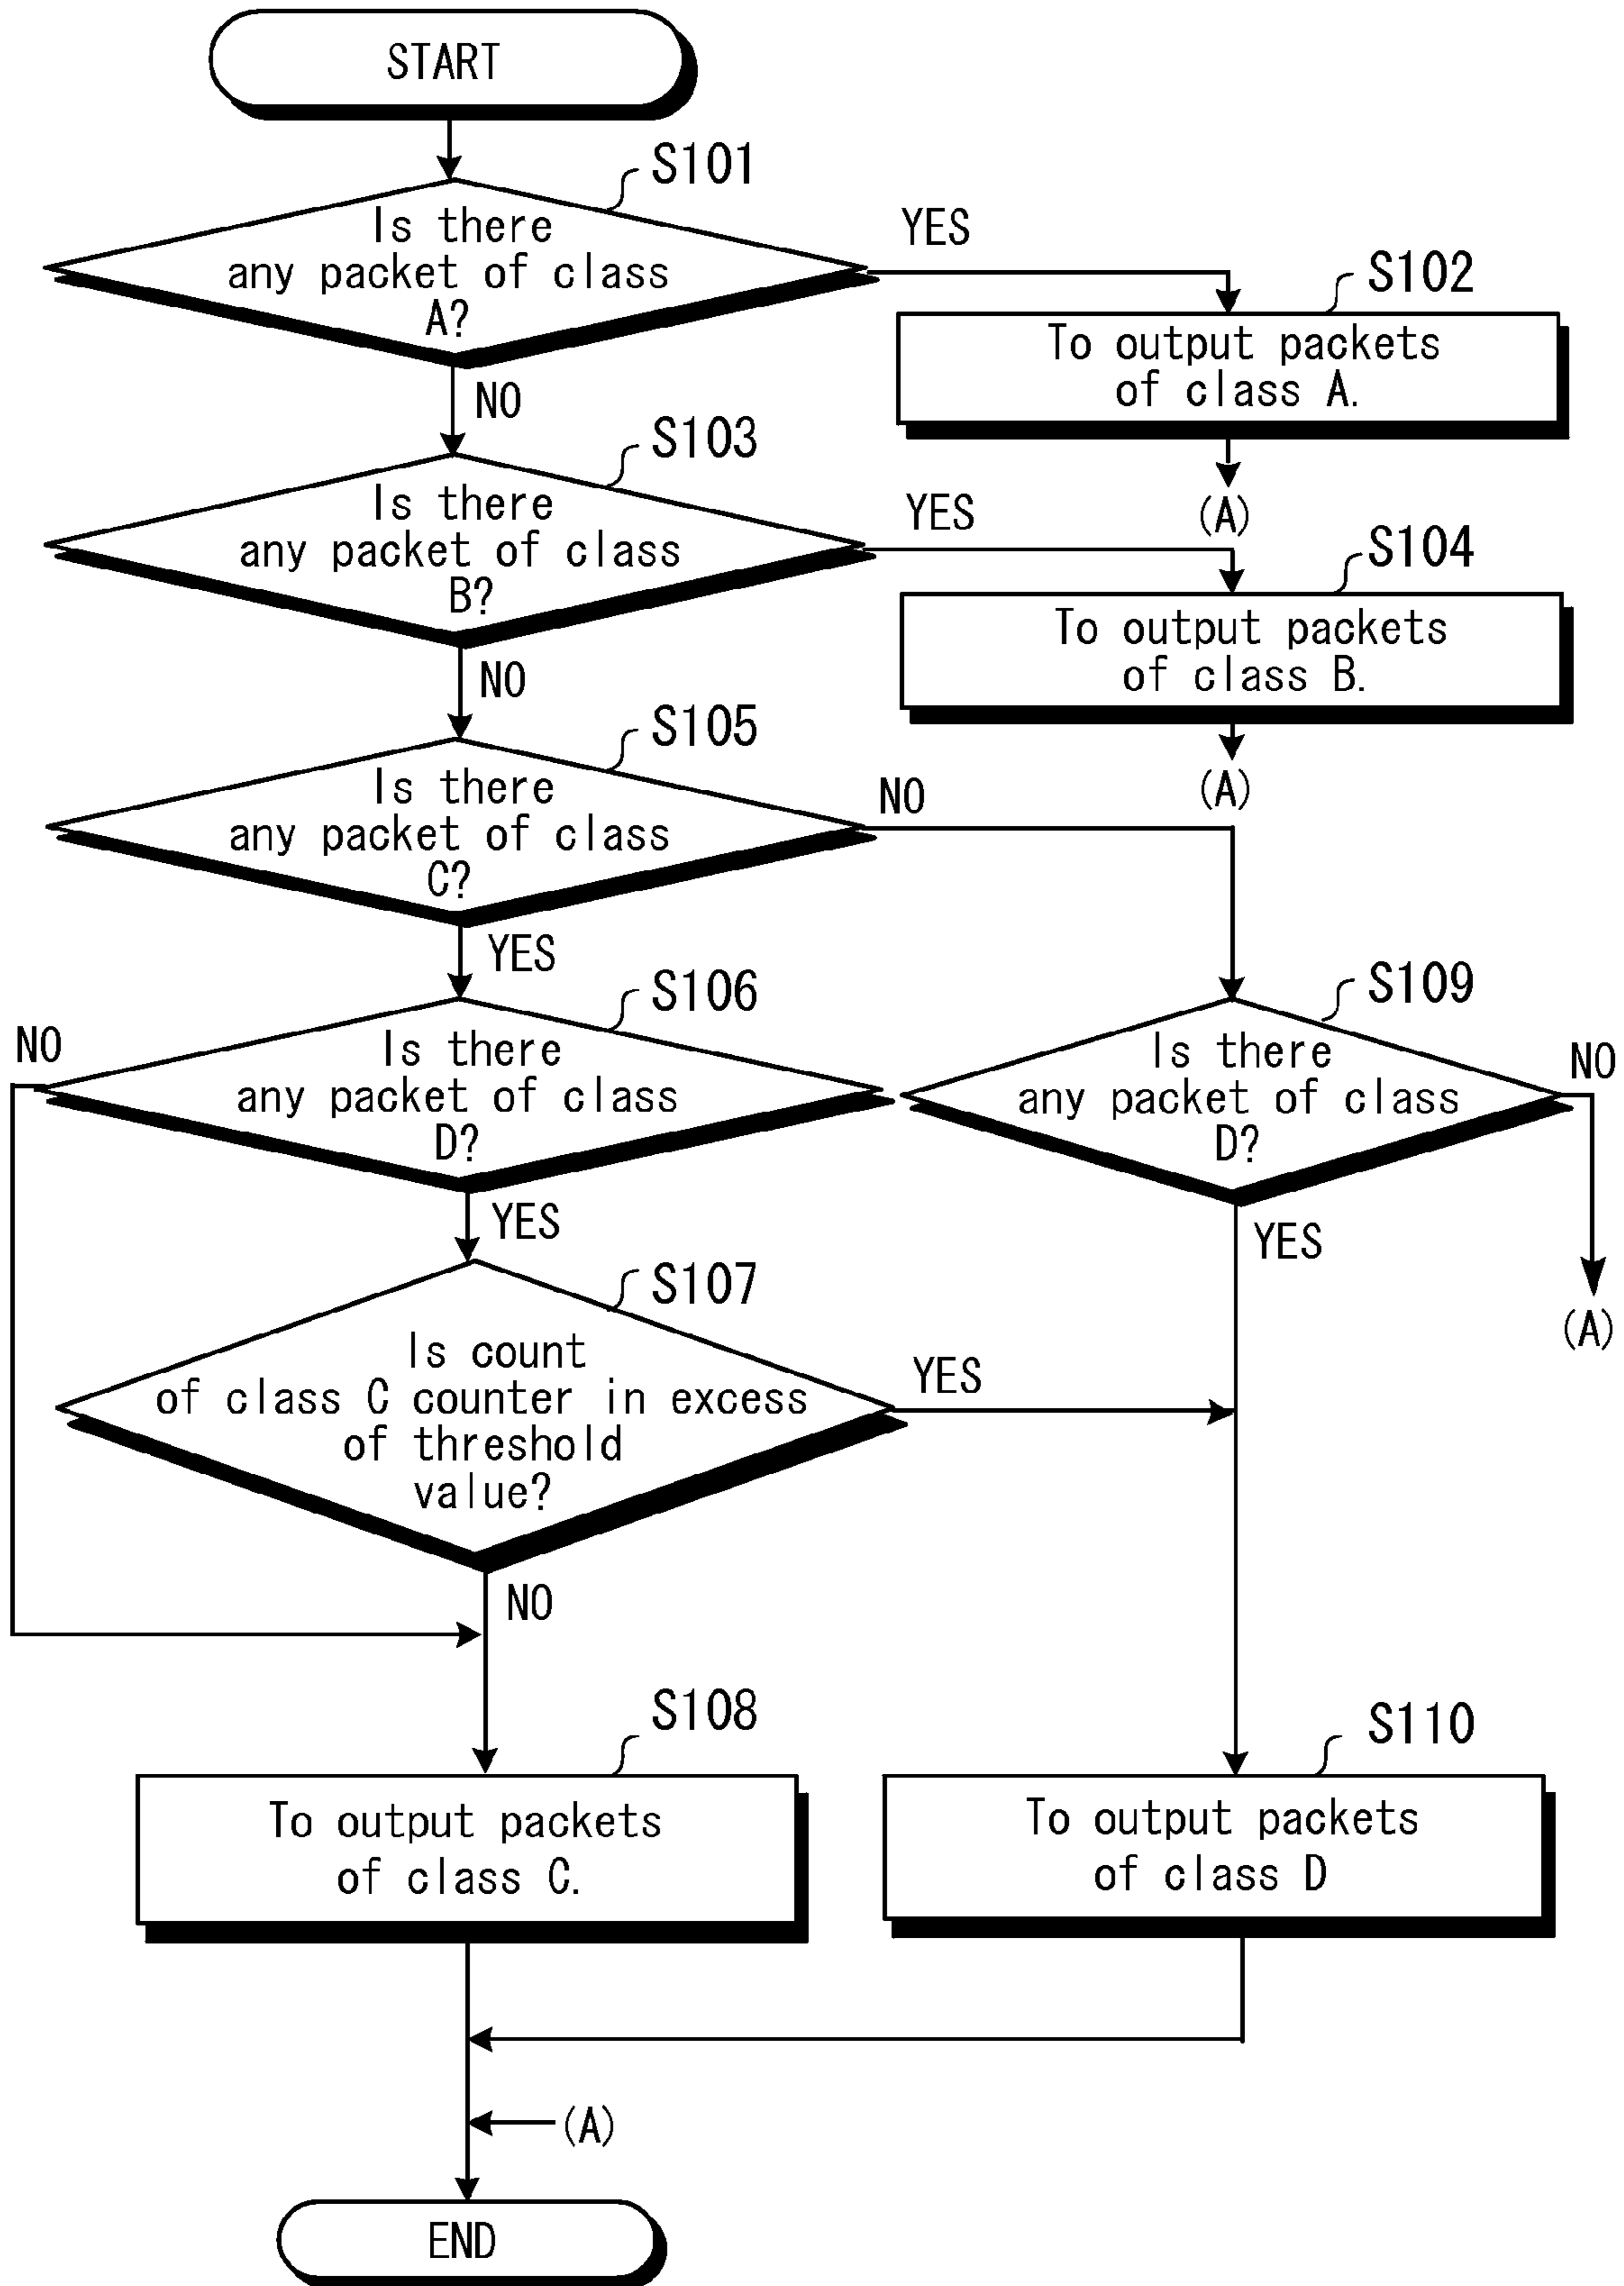 START
S101
Is there
any packet of class
A?
YES
NO
S102
To output packets
of class A.
(A)
S103
Is there
any packet of class
B?
YES
NO
S104
To output packets
of class B.
(A)
S105
Is there
any packet of class
C?
NO
YES
S106
Is there
any packet of class
D?
NO
YES
S109
Is there
any packet of class
D?
NO
YES
(A)
S107
Is count
of class C counter in excess
of threshold
value?
YES
NO
S108
To output packets
of class C.
S110
To output packets
of class D
(A)
END